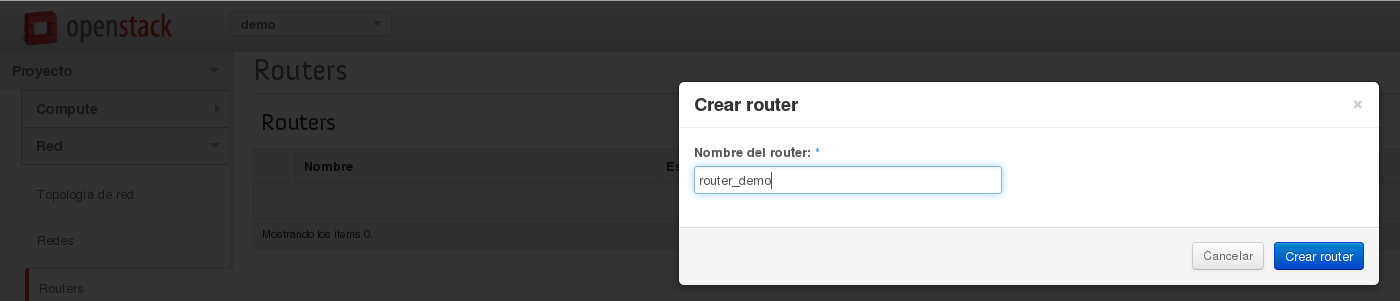 openstack
demo
Proyecto
Compute
Red
Topología de red
Redes
Routers
Routers
Routers
Nombre
Es
Mostrando los ítems 0.
Crear router
×
Nombre del router: *
router_demo
Cancelar
Crear router